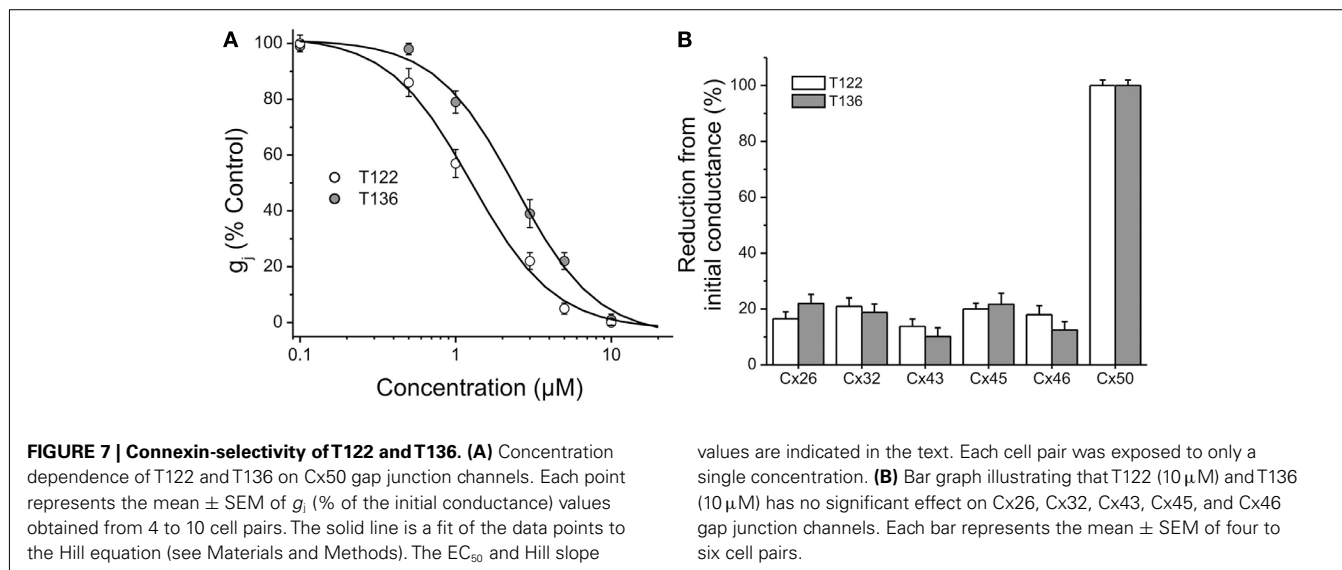 A
100
80
60
40
20
0
gj (% Control)
T122
T136
0.1 1 10
Concentration (µM)
B
100
80
60
40
20
0
Reduction from
initial conductance (%)
T122
T136
Cx26 Cx32 Cx43 Cx45 Cx46 Cx50
FIGURE 7 | Connexin-selectivity of T122 and T136. (A) Concentration
dependence of T122 and T136 on Cx50 gap junction channels. Each point
represents the mean ± SEM of gj (% of the initial conductance) values
obtained from 4 to 10 cell pairs. The solid line is a fit of the data points to
the Hill equation (see Materials and Methods). The EC50 and Hill slope
values are indicated in the text. Each cell pair was exposed to only a
single concentration. (B) Bar graph illustrating that T122 (10 µM) and T136
(10 µM) has no significant effect on Cx26, Cx32, Cx43, Cx45, and Cx46
gap junction channels. Each bar represents the mean ± SEM of four to
six cell pairs.